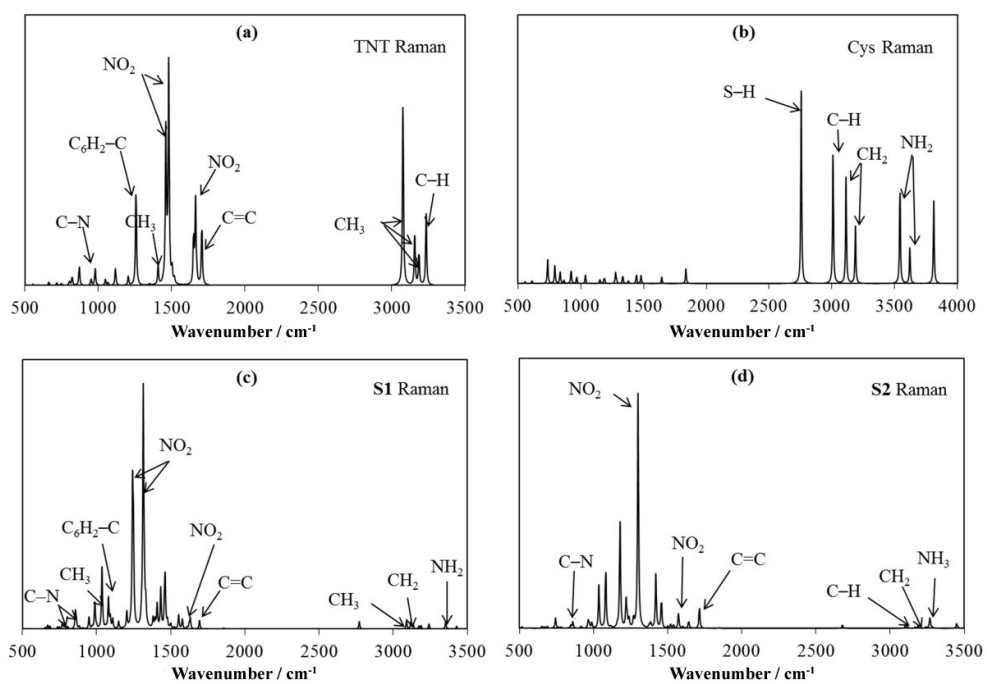 (a)
TNT Raman
NO₂
C₆H₂–C
NO₂
C–H
C–N
CH₃
C=C
CH₃
500 1000 1500 2000 2500 3000 3500
Wavenumber / cm⁻¹
(b)
Cys Raman
S–H
C–H
CH₂
NH₂
500 1000 1500 2000 2500 3000 3500 4000
Wavenumber / cm⁻¹
(c)
S1 Raman
NO₂
C₆H₂–C
NO₂
CH₃
C=C
C–N
CH₃
CH₂
NH₂
500 1000 1500 2000 2500 3000 3500
Wavenumber / cm⁻¹
(d)
S2 Raman
NO₂
C–N
NO₂
C=C
C–H
CH₂
NH₃
500 1000 1500 2000 2500 3000 3500
Wavenumber / cm⁻¹